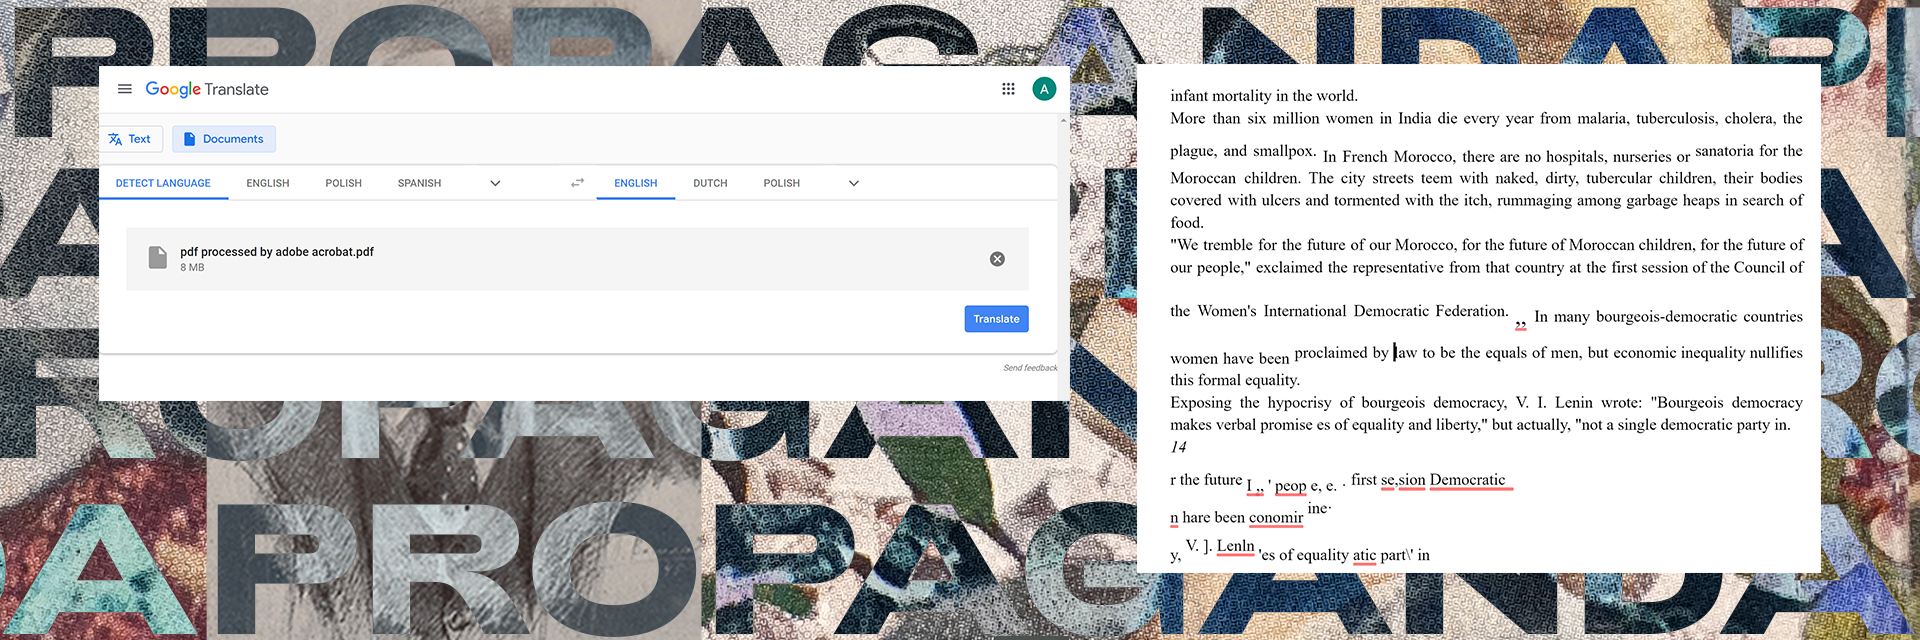 PROPAGANDA PR
Google Translate
A
Text
Documents
DETECT LANGUAGE
ENGLISH
POLISH
SPANISH
ENGLISH
DUTCH
POLISH
pdf processed by adobe acrobat.pdf
8 MB
Translate
Send feedback
infant mortality in the world.
More than six million women in India die every year from malaria, tuberculosis, cholera, the
plague, and smallpox. In French Morocco, there are no hospitals, nurseries or sanatoria for the
Moroccan children. The city streets teem with naked, dirty, tubercular children, their bodies
covered with ulcers and tormented with the itch, rummaging among garbage heaps in search of
food.
"We tremble for the future of our Morocco, for the future of Moroccan children, for the future of
our people," exclaimed the representative from that country at the first session of the Council of
the Women's International Democratic Federation. ,, In many bourgeois-democratic countries
women have been proclaimed by law to be the equals of men, but economic inequality nullifies
this formal equality.
Exposing the hypocrisy of bourgeois democracy, V. I. Lenin wrote: "Bourgeois democracy
makes verbal promise es of equality and liberty," but actually, "not a single democratic party in.
14
r the future I ,, ' peop e, e. . first se,sion Democratic
n hare been conomir ine·
y, V. ]. Lenln 'es of equality atic part\' in
ROPAGAN
DA PROPAGANDA